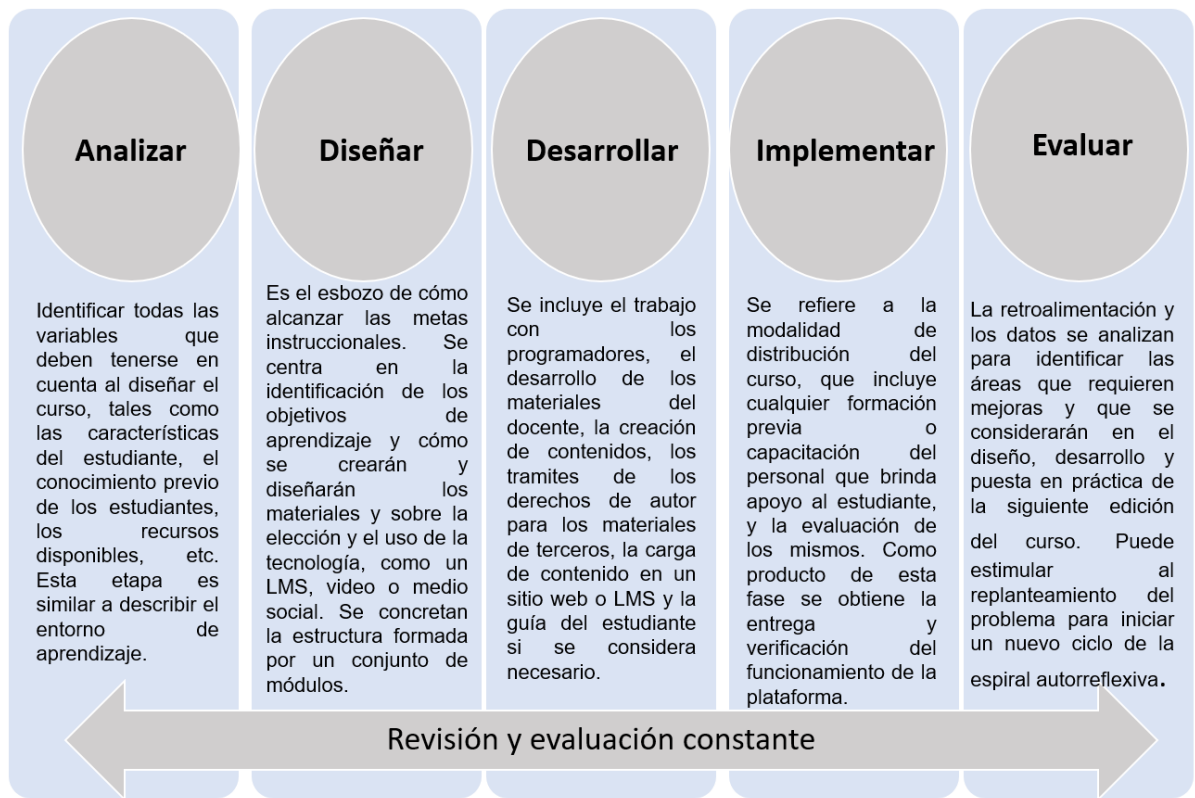 Analizar
Identificar todas las
variables que
deben tenerse en
cuenta al diseñar el
curso, tales como
las características
del estudiante, el
conocimiento previo
de los estudiantes,
los recursos
disponibles, etc.
Esta etapa es
similar a describir el
entorno de
aprendizaje.
Diseñar
Es el esbozo de cómo
alcanzar las metas
instruccionales. Se
centra en la
identificación de los
objetivos de
aprendizaje y cómo
se crearán y
diseñarán los
materiales y sobre la
elección y el uso de la
tecnología, como un
LMS, video o medio
social. Se concretan
la estructura formada
por un conjunto de
módulos.
Desarrollar
Se incluye el trabajo
con los
programadores, el
desarrollo de los
materiales del
docente, la creación
de contenidos, los
tramites de los
derechos de autor
para los materiales
de terceros, la carga
de contenido en un
sitio web o LMS y la
guía del estudiante
si se considera
necesario.
Implementar
Se refiere a la
modalidad de
distribución del
curso, que incluye
cualquier formación
previa o
capacitación del
personal que brinda
apoyo al estudiante,
y la evaluación de
los mismos. Como
producto de esta
fase se obtiene la
entrega y
verificación del
funcionamiento de la
plataforma.
Evaluar
La retroalimentación y
los datos se analizan
para identificar las
áreas que requieren
mejoras y que se
considerarán en el
diseño, desarrollo y
puesta en práctica de
la siguiente edición
del curso. Puede
estimular al
replanteamiento del
problema para iniciar
un nuevo ciclo de la
espiral autorreflexiva.
Revisión y evaluación constante